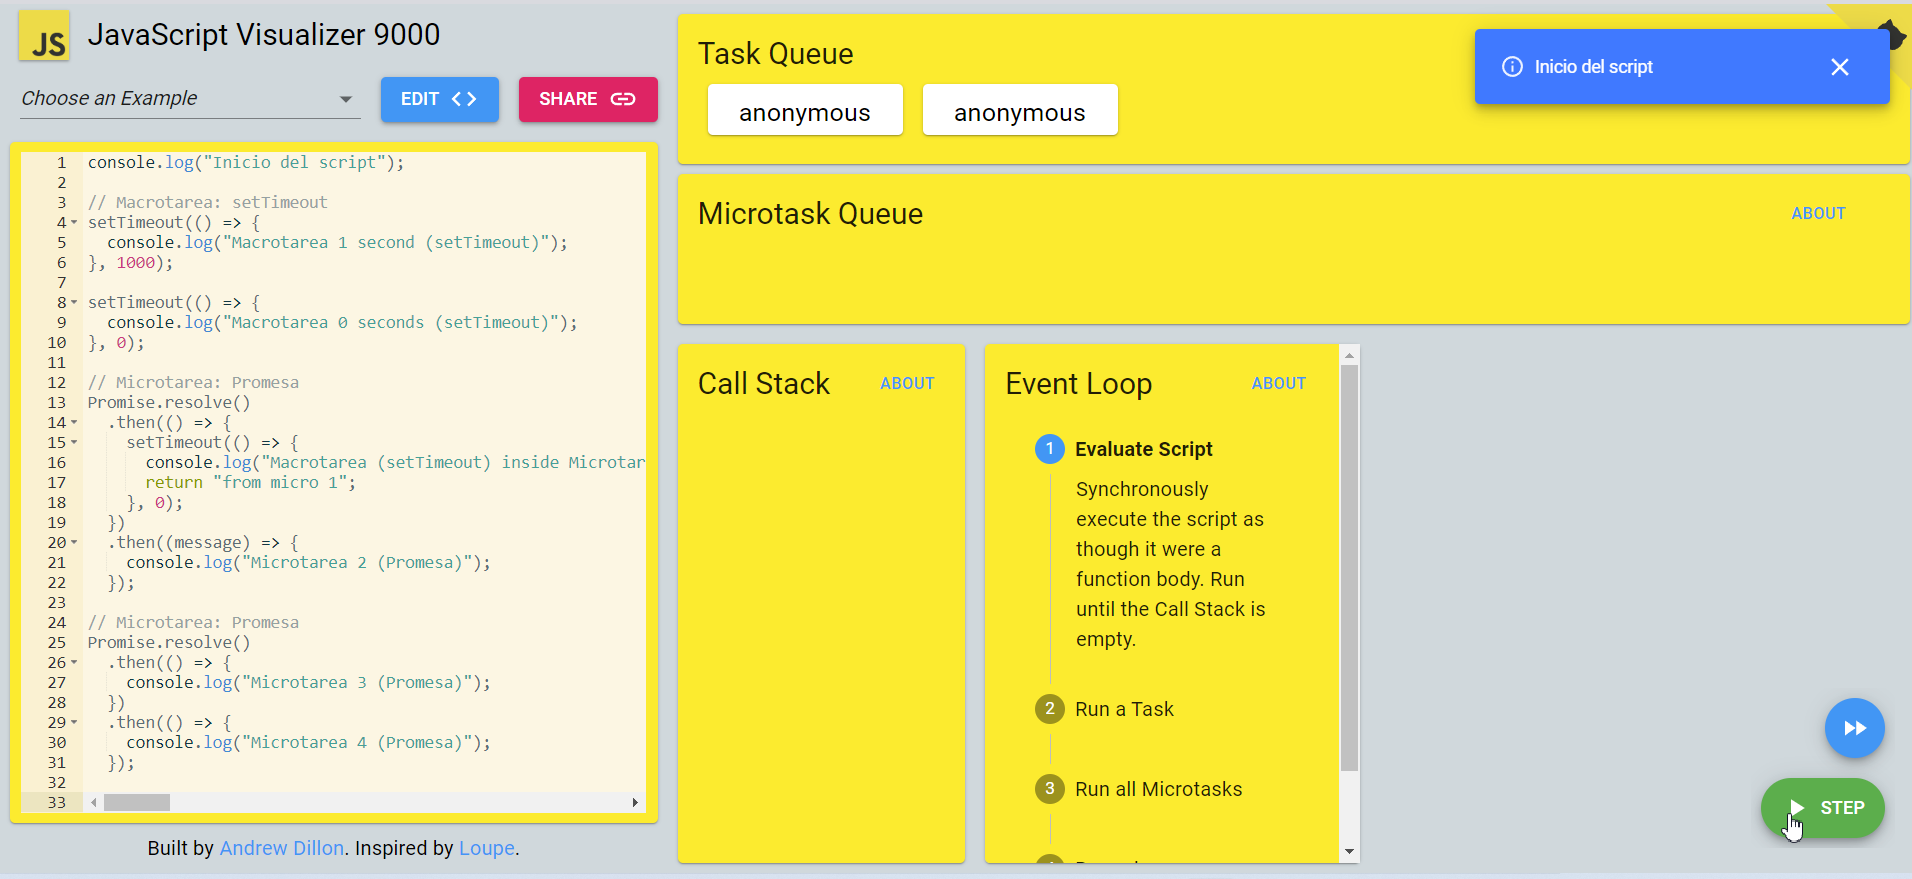 JS
JavaScript Visualizer 9000
Choose an Example
EDIT
SHARE
1 console.log("Inicio del script");
2
3 // Macrotarea: setTimeout
4 setTimeout(() => {
5 console.log("Macrotarea 1 second (setTimeout)");
6 }, 1000);
7
8 setTimeout(() => {
9 console.log("Macrotarea 0 seconds (setTimeout)");
10 }, 0);
11
12 // Microtarea: Promesa
13 Promise.resolve()
14 .then(() => {
15 setTimeout(() => {
16 console.log("Macrotarea (setTimeout) inside Microtar
17 return "from micro 1";
18 }, 0);
19 })
20 .then((message) => {
21 console.log("Microtarea 2 (Promesa)");
22 });
23
24 // Microtarea: Promesa
25 Promise.resolve()
26 .then(() => {
27 console.log("Microtarea 3 (Promesa)");
28 })
29 .then(() => {
30 console.log("Microtarea 4 (Promesa)");
31 });
32
33
Built by Andrew Dillon. Inspired by Loupe.
Task Queue
anonymous
anonymous
Inicio del script
Microtask Queue
ABOUT
Call Stack
ABOUT
Event Loop
ABOUT
1 Evaluate Script
Synchronously
execute the script as
though it were a
function body. Run
until the Call Stack is
empty.
2 Run a Task
3 Run all Microtasks
STEP